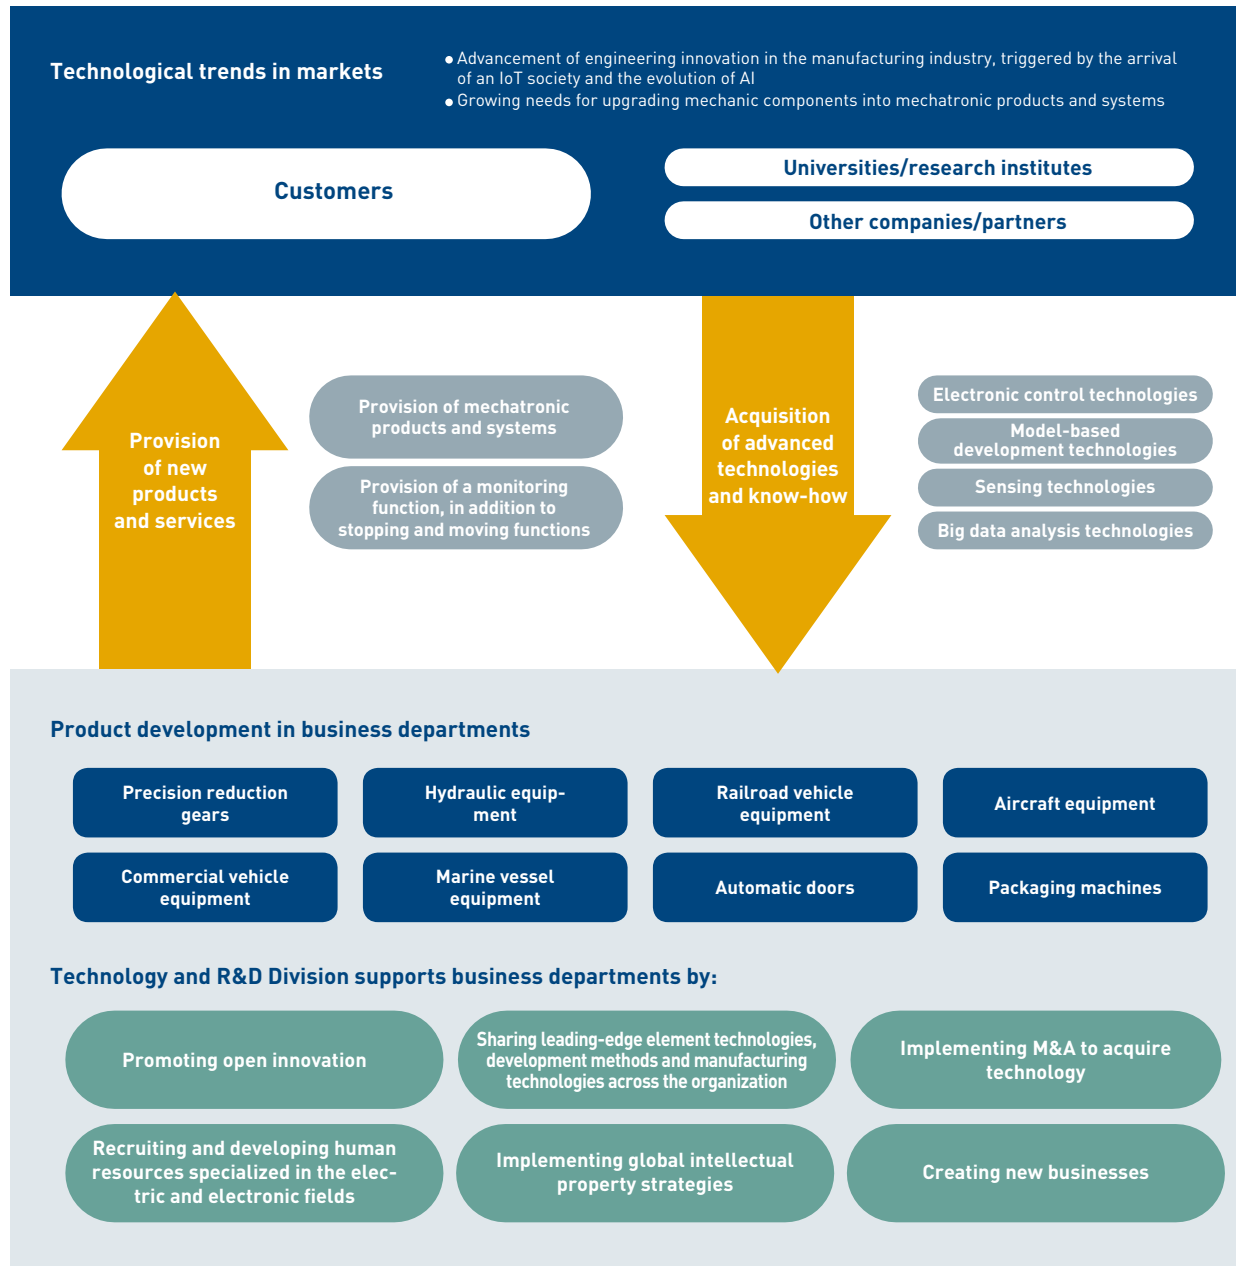 Technological trends in markets
● Advancement of engineering innovation in the manufacturing industry, triggered by the arrival
of an IoT society and the evolution of AI
● Growing needs for upgrading mechanic components into mechatronic products and systems
Customers
Universities/research institutes
Other companies/partners
Provision
of new
products
and services
Provision of mechatronic
products and systems
Provision of a monitoring
function, in addition to
stopping and moving functions
Acquisition
of advanced
technologies
and know-how
Electronic control technologies
Model-based
development technologies
Sensing technologies
Big data analysis technologies
Product development in business departments
Precision reduction
gears
Hydraulic equip-
ment
Railroad vehicle
equipment
Aircraft equipment
Commercial vehicle
equipment
Marine vessel
equipment
Automatic doors
Packaging machines
Technology and R&D Division supports business departments by:
Promoting open innovation
Sharing leading-edge element technologies,
development methods and manufacturing
technologies across the organization
Implementing M&A to acquire
technology
Recruiting and developing human
resources specialized in the elec-
tric and electronic fields
Implementing global intellectual
property strategies
Creating new businesses